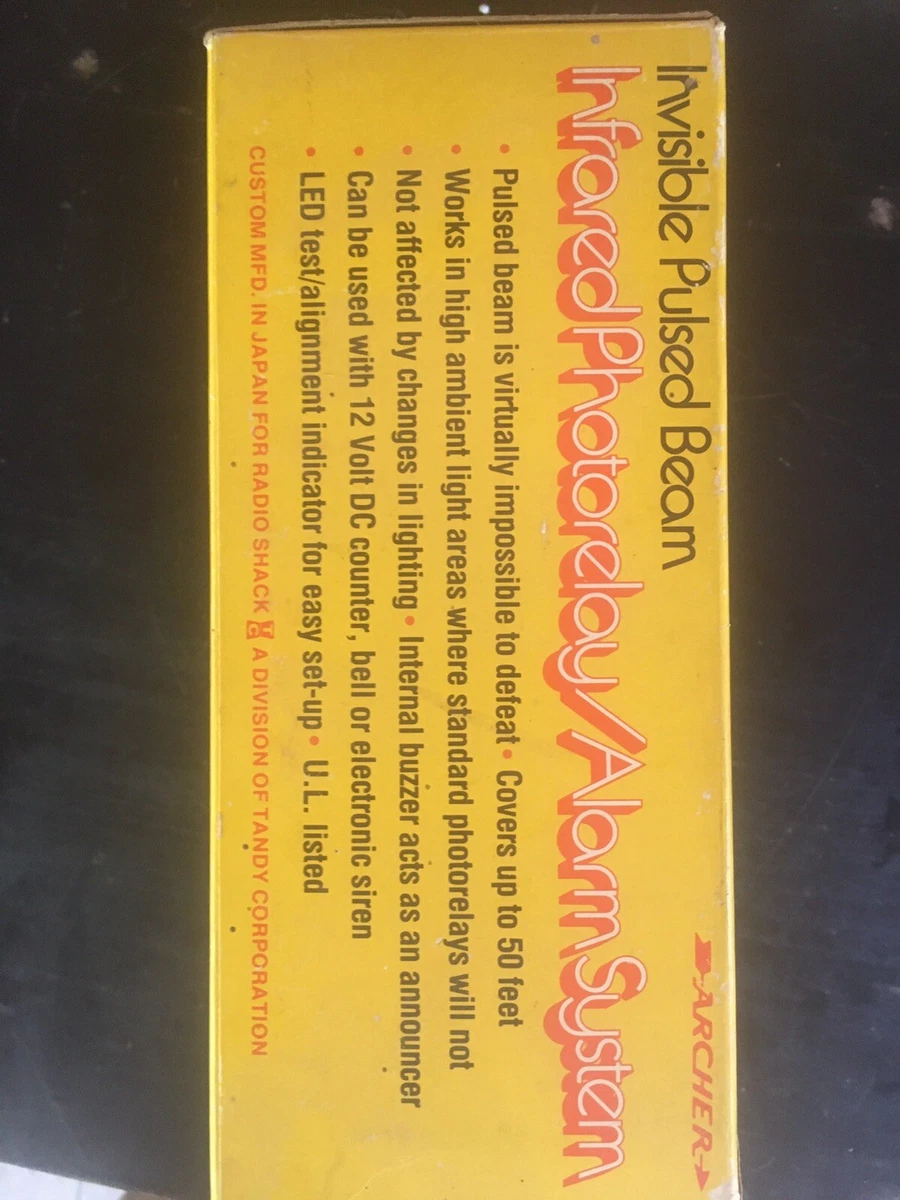 Invisible Pulsed Beam
ARCHER
Infrared Photorelay/Alarm System
• Pulsed beam is virtually impossible to defeat • Covers up to 50 feet
• Works in high ambient light areas where standard photorelays will not
• Not affected by changes in lighting • Internal buzzer acts as an announcer
• Can be used with 12 Volt DC counter, bell or electronic siren
• LED test/alignment indicator for easy set-up • U.L. listed
CUSTOM MFD. IN JAPAN FOR RADIO SHACK TC A DIVISION OF TANDY CORPORATION